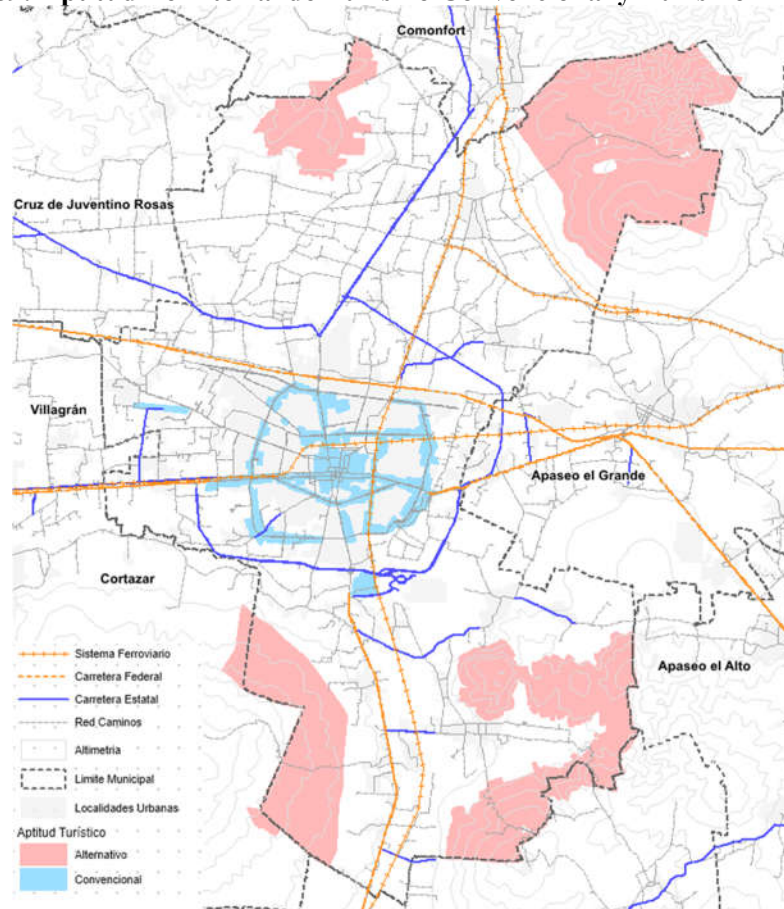 Comonfort
Cruz de Juventino Rosas
Villagrán
Apaseo el Grande
Cortazar
Apaseo el Alto
Sistema Ferroviario
Carretera Federal
Carretera Estatal
Red Caminos
Altimetria
Limite Municipal
Localidades Urbanas
Aptitud Turístico
Alternativo
Convencional